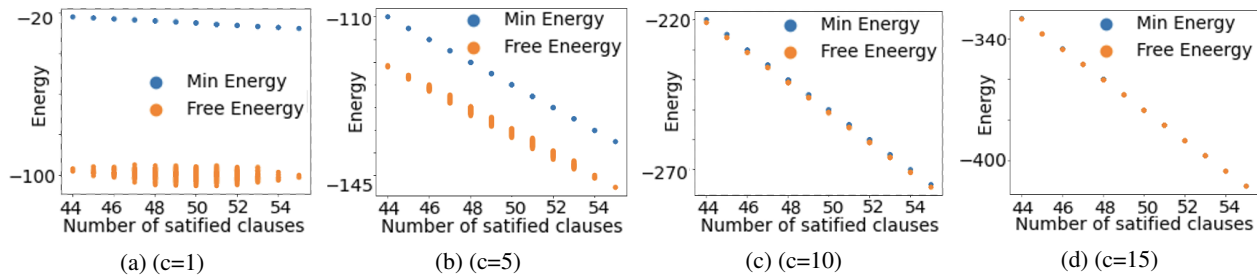 −20
Energy
Min Energy
Free Eneergy
−100
44 46 48 50 52 54
Number of satified clauses
(a) (c=1)
−110
Energy
Min Energy
Free Eneergy
−145
44 46 48 50 52 54
Number of satified clauses
(b) (c=5)
−220
Energy
Min Energy
Free Eneergy
−270
44 46 48 50 52 54
Number of satified clauses
(c) (c=10)
−340
Energy
Min Energy
Free Eneergy
−400
44 46 48 50 52 54
Number of satified clauses
(d) (c=15)